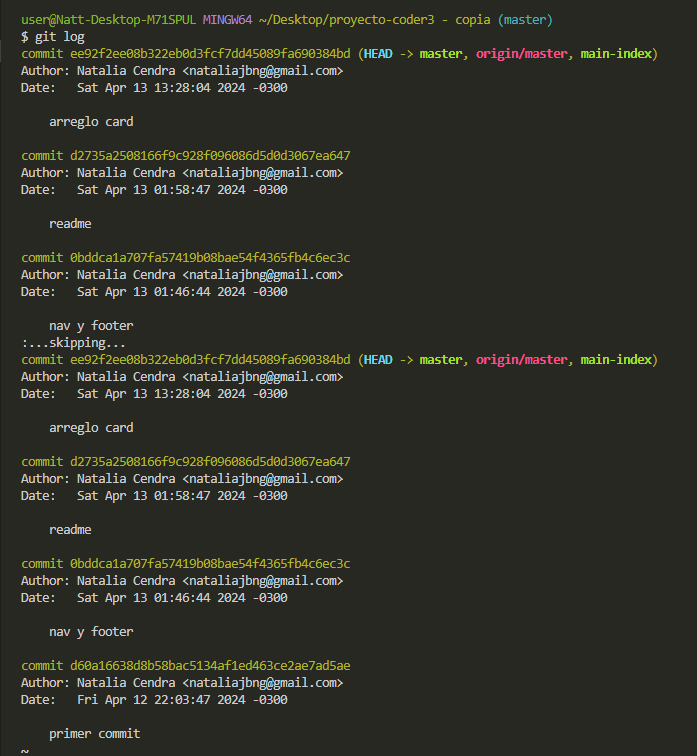 user@Natt-Desktop-M71SPUL MINGW64 ~/Desktop/proyecto-coder3 - copia (master)
$ git log
commit ee92f2ee08b322eb0d3fcf7dd45089fa690384bd (HEAD -> master, origin/master, main-index)
Author: Natalia Cendra <nataliajbng@gmail.com>
Date:   Sat Apr 13 13:28:04 2024 -0300

    arreglo card

commit d2735a2508166f9c928f096086d5d0d3067ea647
Author: Natalia Cendra <nataliajbng@gmail.com>
Date:   Sat Apr 13 01:58:47 2024 -0300

    readme

commit 0bddca1a707fa57419b08bae54f4365fb4c6ec3c
Author: Natalia Cendra <nataliajbng@gmail.com>
Date:   Sat Apr 13 01:46:44 2024 -0300

    nav y footer
:...skipping...
commit ee92f2ee08b322eb0d3fcf7dd45089fa690384bd (HEAD -> master, origin/master, main-index)
Author: Natalia Cendra <nataliajbng@gmail.com>
Date:   Sat Apr 13 13:28:04 2024 -0300

    arreglo card

commit d2735a2508166f9c928f096086d5d0d3067ea647
Author: Natalia Cendra <nataliajbng@gmail.com>
Date:   Sat Apr 13 01:58:47 2024 -0300

    readme

commit 0bddca1a707fa57419b08bae54f4365fb4c6ec3c
Author: Natalia Cendra <nataliajbng@gmail.com>
Date:   Sat Apr 13 01:46:44 2024 -0300

    nav y footer

commit d60a16638d8b58bac5134af1ed463ce2ae7ad5ae
Author: Natalia Cendra <nataliajbng@gmail.com>
Date:   Fri Apr 12 22:03:47 2024 -0300

    primer commit
~